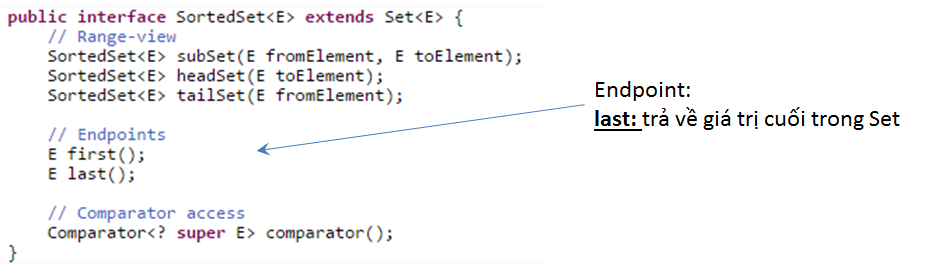 public interface SortedSet<E> extends Set<E> {
    // Range-view
    SortedSet<E> subSet(E fromElement, E toElement);
    SortedSet<E> headSet(E toElement);
    SortedSet<E> tailSet(E fromElement);

    // Endpoints
    E first();
    E last();

    // Comparator access
    Comparator<? super E> comparator();
}
Endpoint:
last: trả về giá trị cuối trong Set